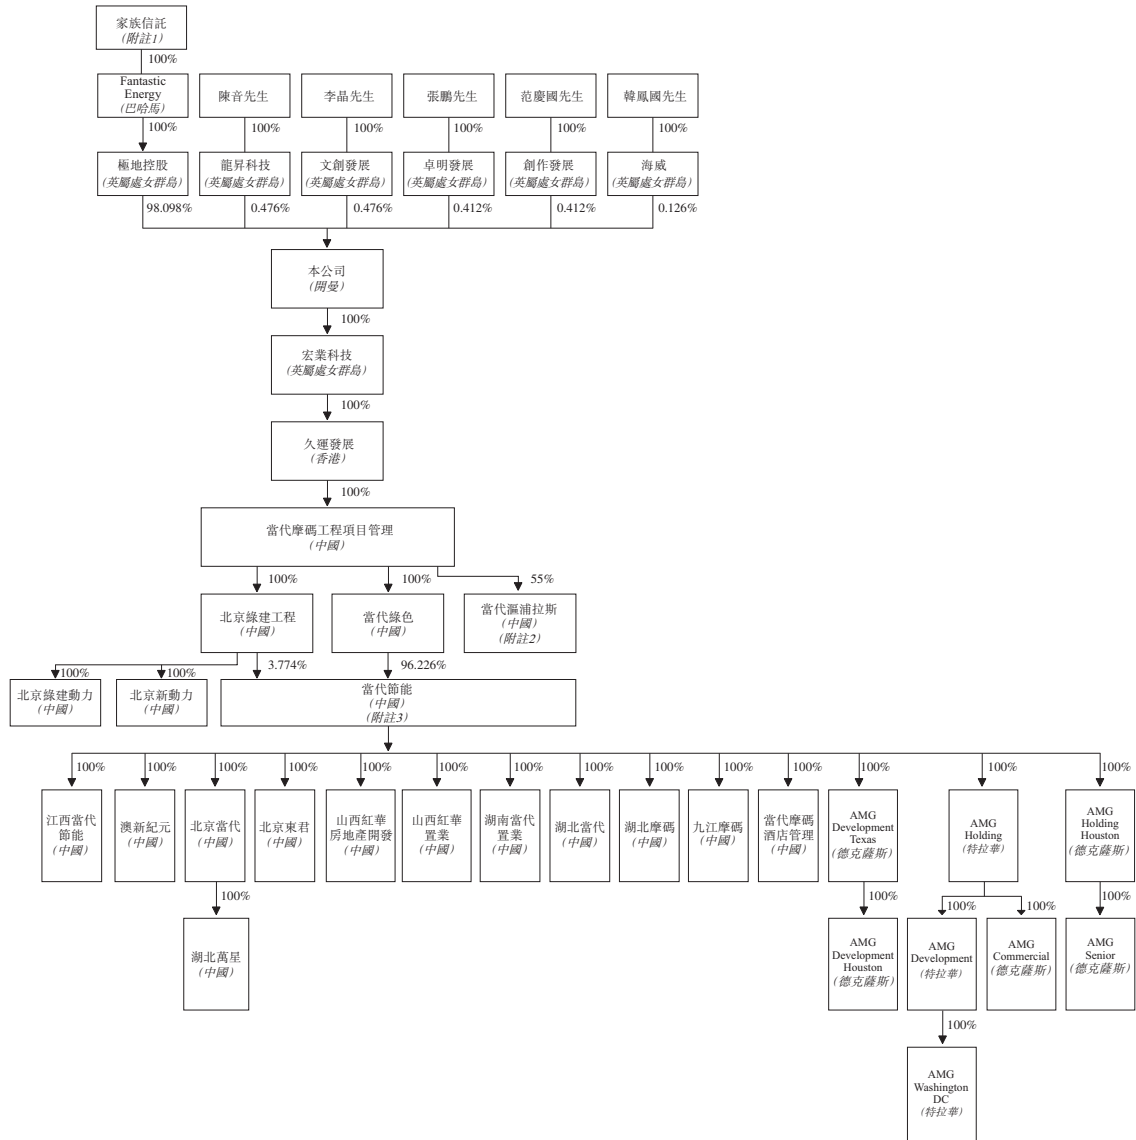 家族信託
(附註1)
100%
Fantastic
Energy
(巴哈馬)
陳音先生
李晶先生
張鵬先生
范慶國先生
韓鳳國先生
100%
100%
100%
100%
100%
100%
極地控股
(英屬處女群島)
龍昇科技
(英屬處女群島)
文創發展
(英屬處女群島)
卓明發展
(英屬處女群島)
創作發展
(英屬處女群島)
海威
(英屬處女群島)
98.098%
0.476%
0.476%
0.412%
0.412%
0.126%
本公司
(開曼)
100%
宏業科技
(英屬處女群島)
100%
久運發展
(香港)
100%
當代摩碼工程項目管理
(中國)
100%
100%
55%
北京綠建工程
(中國)
當代綠色
(中國)
當代漚浦拉斯
(中國)
(附註2)
100%
100%
3.774%
96.226%
北京綠建動力
(中國)
北京新動力
(中國)
當代節能
(中國)
(附註3)
100%
100%
100%
100%
100%
100%
100%
100%
100%
100%
100%
100%
100%
100%
江西當代
節能
(中國)
澳新紀元
(中國)
北京當代
(中國)
北京東君
(中國)
山西紅華
房地產開發
(中國)
山西紅華
置業
(中國)
湖南當代
置業
(中國)
湖北當代
(中國)
湖北摩碼
(中國)
九江摩碼
(中國)
當代摩碼
酒店管理
(中國)
AMG
Development
Texas
(德克薩斯)
AMG
Holding
(特拉華)
AMG
Holding
Houston
(德克薩斯)
100%
100%
100%
100%
100%
湖北萬星
(中國)
AMG
Development
Houston
(德克薩斯)
AMG
Development
(特拉華)
AMG
Commercial
(德克薩斯)
AMG
Senior
(德克薩斯)
100%
AMG
Washington
DC
(特拉華)